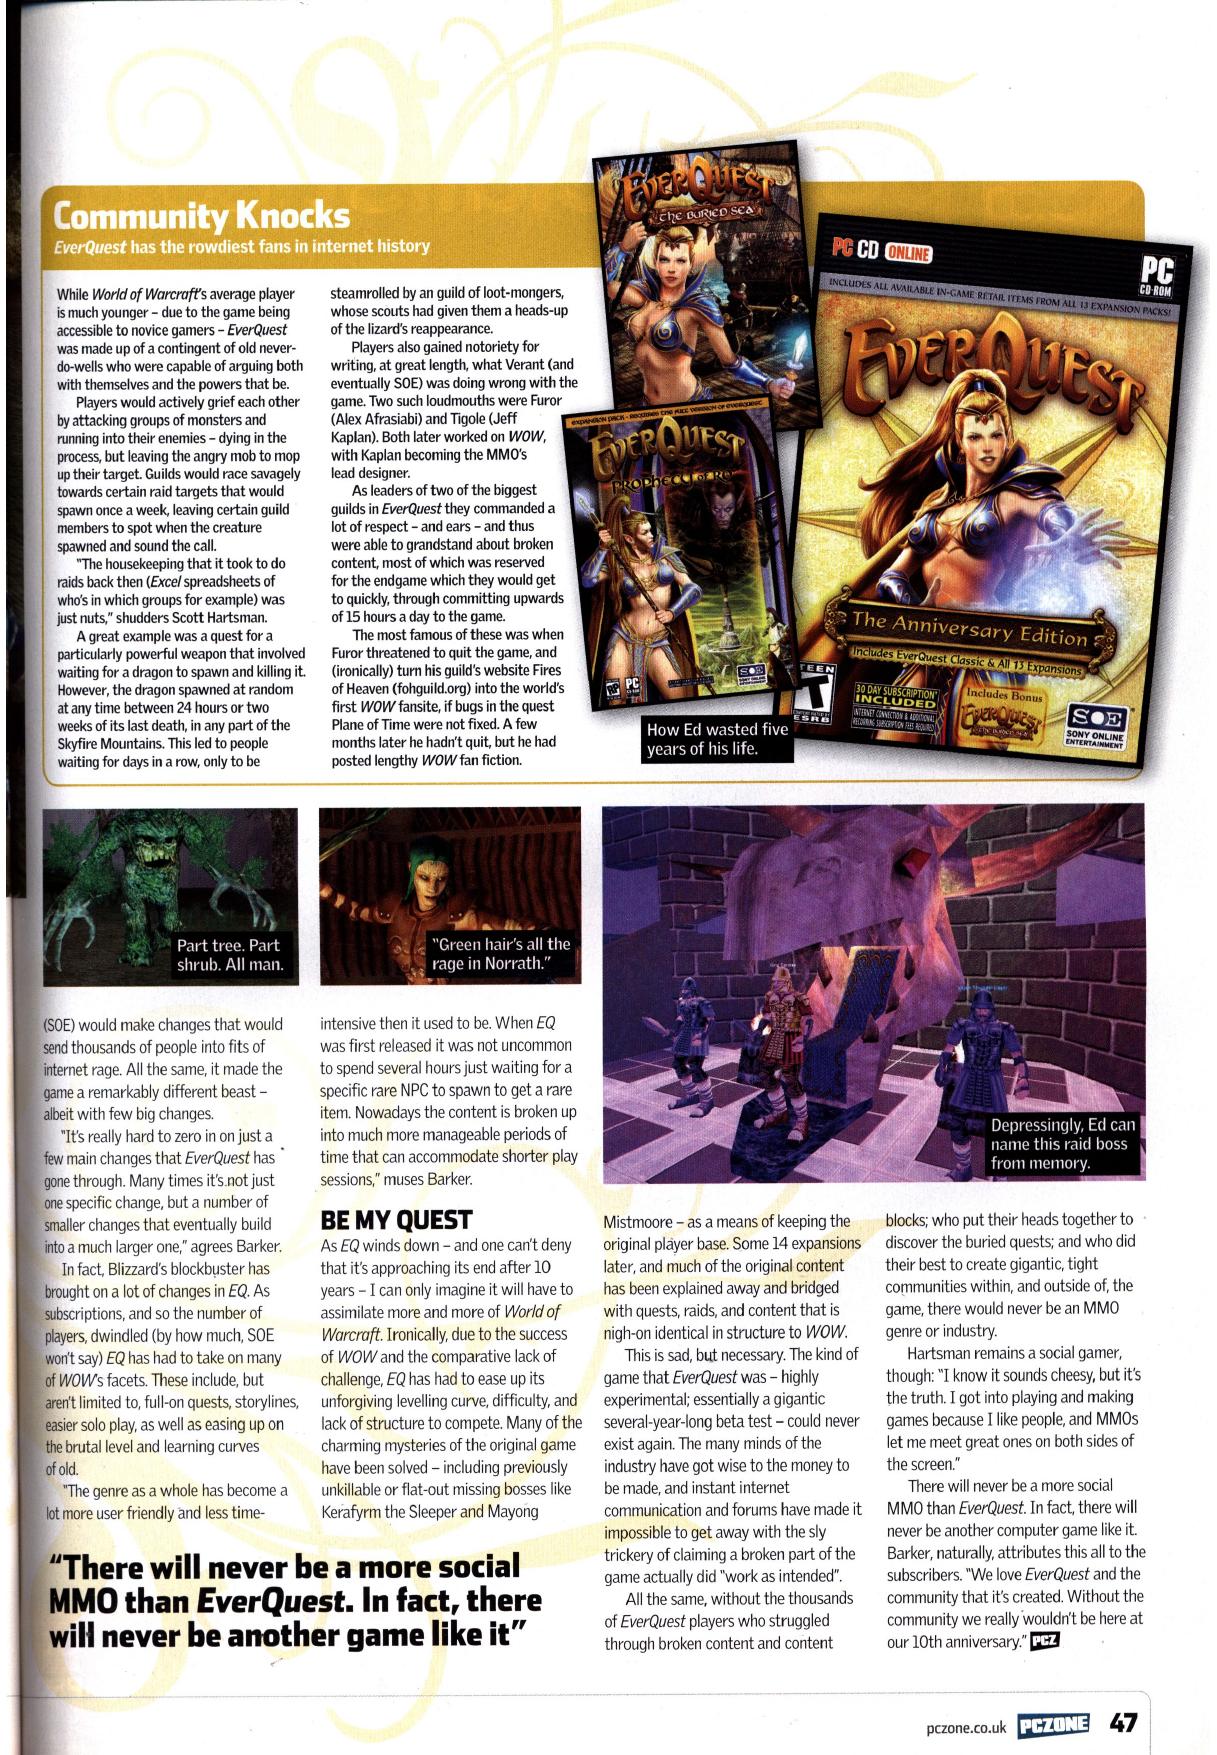 Community Knocks
EverQuest has the rowdiest fans in internet history
While World of Warcraft's average player
is much younger – due to the game being
accessible to novice gamers – EverQuest
was made up of a contingent of old never-
do-wells who were capable of arguing both
with themselves and the powers that be.
Players would actively grief each other
by attacking groups of monsters and
running into their enemies – dying in the
process, but leaving the angry mob to mop
up their target. Guilds would race savagely
towards certain raid targets that would
spawn once a week, leaving certain guild
members to spot when the creature
spawned and sound the call.
"The housekeeping that it took to do
raids back then (Excel spreadsheets of
who's in which groups for example) was
just nuts," shudders Scott Hartsman.
A great example was a quest for a
particularly powerful weapon that involved
waiting for a dragon to spawn and killing it.
However, the dragon spawned at random
at any time between 24 hours or two
weeks of its last death, in any part of the
Skyfire Mountains. This led to people
waiting for days in a row, only to be
steamrolled by an guild of loot-mongers,
whose scouts had given them a heads-up
of the lizard's reappearance.
Players also gained notoriety for
writing, at great length, what Verant (and
eventually SOE) was doing wrong with the
game. Two such loudmouths were Furor
(Alex Afrasiabi) and Tigole (Jeff
Kaplan). Both later worked on WOW,
with Kaplan becoming the MMO's
lead designer.
As leaders of two of the biggest
guilds in EverQuest they commanded a
lot of respect – and ears – and thus
were able to grandstand about broken
content, most of which was reserved
for the endgame which they would get
to quickly, through committing upwards
of 15 hours a day to the game.
The most famous of these was when
Furor threatened to quit the game, and
(ironically) turn his guild's website Fires
of Heaven (fohguild.org) into the world's
first WOW fansite, if bugs in the quest
Plane of Time were not fixed. A few
months later he hadn't quit, but he had
posted lengthy WOW fan fiction.
EverQuest
THE BURIED SEA
EXPANSION PACK - REQUIRES THE FULL VERSION OF EVERQUEST
EverQuest
PROPHECY OF RO
RP
PC
SOE
PC CD ONLINE
PC
CD-ROM
INCLUDES ALL AVAILABLE IN-GAME RETAIL ITEMS FROM ALL 13 EXPANSION PACKS!
EverQuest
The Anniversary Edition
Includes EverQuest Classic & All 13 Expansions
TEEN
T
ESRB
30 DAY SUBSCRIPTION*
INCLUDED
INTERNET CONNECTION & ADDITIONAL
RECURRING SUBSCRIPTION FEES REQUIRED
Includes Bonus
EverQuest
THE BURIED SEA
SOE
SONY ONLINE
ENTERTAINMENT
How Ed wasted five
years of his life.
Part tree. Part
shrub. All man.
"Green hair's all the
rage in Norrath."
Depressingly, Ed can
name this raid boss
from memory.
(SOE) would make changes that would
send thousands of people into fits of
internet rage. All the same, it made the
game a remarkably different beast –
albeit with few big changes.
"It's really hard to zero in on just a
few main changes that EverQuest has
gone through. Many times it's not just
one specific change, but a number of
smaller changes that eventually build
into a much larger one," agrees Barker.
In fact, Blizzard's blockbuster has
brought on a lot of changes in EQ. As
subscriptions, and so the number of
players, dwindled (by how much, SOE
won't say) EQ has had to take on many
of WOW's facets. These include, but
aren't limited to, full-on quests, storylines,
easier solo play, as well as easing up on
the brutal level and learning curves
of old.
"The genre as a whole has become a
lot more user friendly and less time-
intensive then it used to be. When EQ
was first released it was not uncommon
to spend several hours just waiting for a
specific rare NPC to spawn to get a rare
item. Nowadays the content is broken up
into much more manageable periods of
time that can accommodate shorter play
sessions," muses Barker.
BE MY QUEST
As EQ winds down – and one can't deny
that it's approaching its end after 10
years – I can only imagine it will have to
assimilate more and more of World of
Warcraft. Ironically, due to the success
of WOW and the comparative lack of
challenge, EQ has had to ease up its
unforgiving levelling curve, difficulty, and
lack of structure to compete. Many of the
charming mysteries of the original game
have been solved – including previously
unkillable or flat-out missing bosses like
Kerafyrm the Sleeper and Mayong
Mistmoore – as a means of keeping the
original player base. Some 14 expansions
later, and much of the original content
has been explained away and bridged
with quests, raids, and content that is
nigh-on identical in structure to WOW.
This is sad, but necessary. The kind of
game that EverQuest was – highly
experimental; essentially a gigantic
several-year-long beta test – could never
exist again. The many minds of the
industry have got wise to the money to
be made, and instant internet
communication and forums have made it
impossible to get away with the sly
trickery of claiming a broken part of the
game actually did "work as intended".
All the same, without the thousands
of EverQuest players who struggled
through broken content and content
blocks; who put their heads together to
discover the buried quests; and who did
their best to create gigantic, tight
communities within, and outside of, the
game, there would never be an MMO
genre or industry.
Hartsman remains a social gamer,
though: "I know it sounds cheesy, but it's
the truth. I got into playing and making
games because I like people, and MMOs
let me meet great ones on both sides of
the screen."
There will never be a more social
MMO than EverQuest. In fact, there will
never be another computer game like it.
Barker, naturally, attributes this all to the
subscribers. "We love EverQuest and the
community that it's created. Without the
community we really wouldn't be here at
our 10th anniversary." PCZ
"There will never be a more social
MMO than EverQuest. In fact, there
will never be another game like it"
pczone.co.uk PCZONE 47